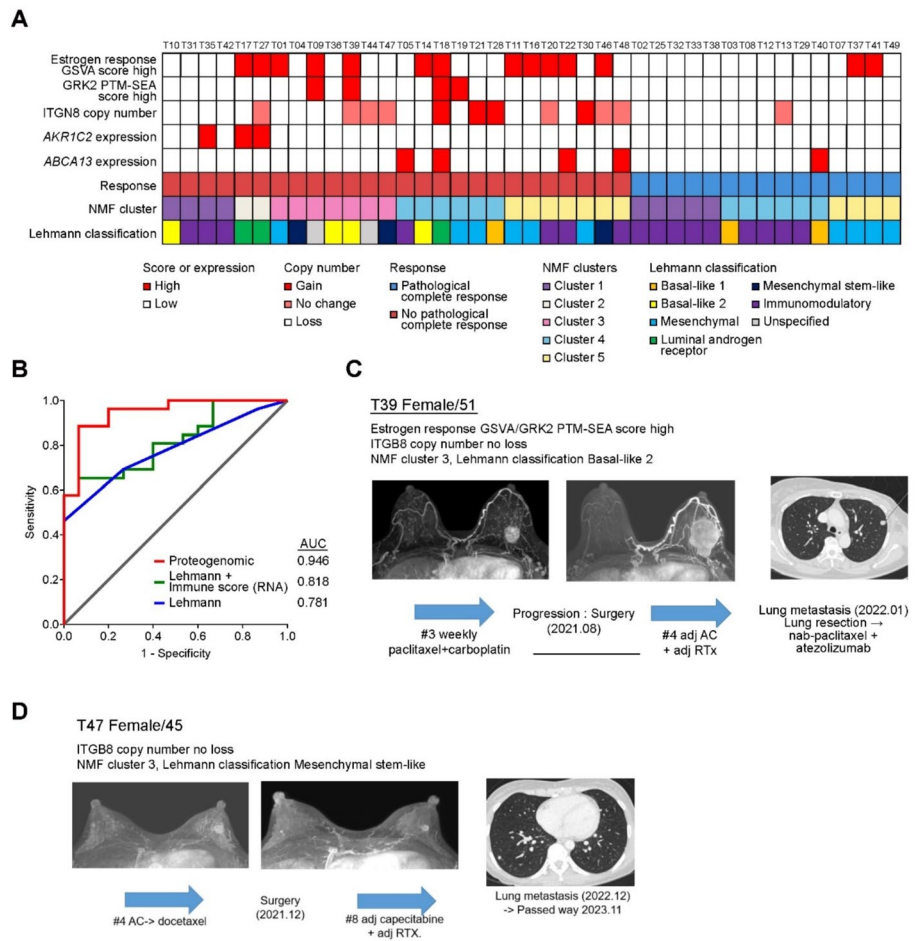 A
T10 T31 T35 T42 T17 T27 T01 T04 T09 T36 T39 T44 T47 T05 T14 T18 T19 T21 T28 T11 T16 T20 T22 T30 T46 T48 T02 T25 T32 T33 T38 T03 T08 T12 T13 T29 T40 T07 T37 T41 T49
Estrogen response
GSVA score high
GRK2 PTM-SEA
score high
ITGN8 copy number
AKR1C2 expression
ABCA13 expression
Response
NMF cluster
Lehmann classification
Score or expression
High
Low
Copy number
Gain
No change
Loss
Response
Pathological
complete response
No pathological
complete response
NMF clusters
Cluster 1
Cluster 2
Cluster 3
Cluster 4
Cluster 5
Lehmann classification
Basal-like 1
Basal-like 2
Mesenchymal
Luminal androgen
receptor
Mesenchymal stem-like
Immunomodulatory
Unspecified
B
Sensitivity
1.0
0.8
0.6
0.4
0.2
0.0
0.0 0.2 0.4 0.6 0.8 1.0
1 - Specificity
AUC
Proteogenomic 0.946
Lehmann +
Immune score (RNA) 0.818
Lehmann 0.781
C
T39 Female/51
Estrogen response GSVA/GRK2 PTM-SEA score high
ITGB8 copy number no loss
NMF cluster 3, Lehmann classification Basal-like 2
#3 weekly
paclitaxel+carboplatin
Progression : Surgery
(2021.08)
#4 adj AC
+ adj RTx
Lung metastasis (2022.01)
Lung resection →
nab-paclitaxel +
atezolizumab
D
T47 Female/45
ITGB8 copy number no loss
NMF cluster 3, Lehmann classification Mesenchymal stem-like
#4 AC-> docetaxel
Surgery
(2021.12)
#8 adj capecitabine
+ adj RTX.
Lung metastasis (2022.12)
-> Passed way 2023.11